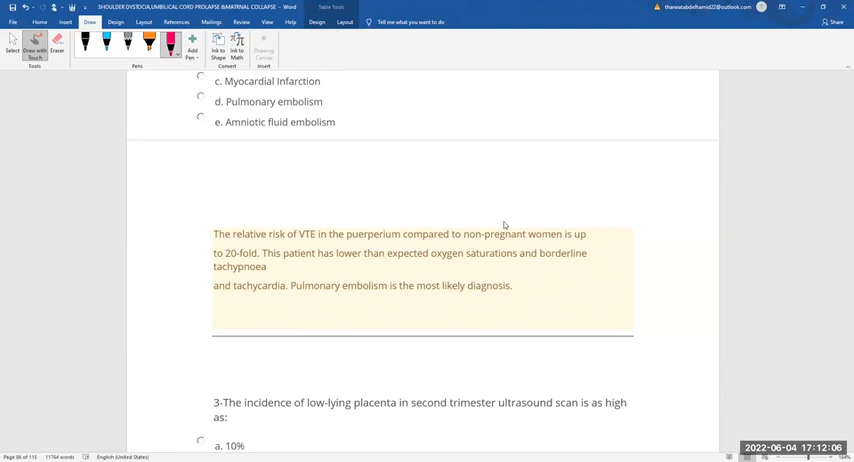 SHOULDER DYSTOCIA,UMBILICAL CORD PROLAPSE &MATERNAL COLLAPSE - Word
Table Tools
tharwatabdelhamid22@outlook.com
File Home Insert Draw Design Layout References Mailings Review View Help Design Layout Tell me what you want to do Share
Select
Draw with Touch
Eraser
Add Pen
Ink to Shape
Ink to Math
Drawing Canvas
Tools Pens Convert Insert
c. Myocardial Infarction
d. Pulmonary embolism
e. Amniotic fluid embolism
The relative risk of VTE in the puerperium compared to non-pregnant women is up
to 20-fold. This patient has lower than expected oxygen saturations and borderline
tachypnoea
and tachycardia. Pulmonary embolism is the most likely diagnosis.
3-The incidence of low-lying placenta in second trimester ultrasound scan is as high
as:
a. 10%
2022-06-04 17:12:06
Page 86 of 115 11764 words English (United States) 164%